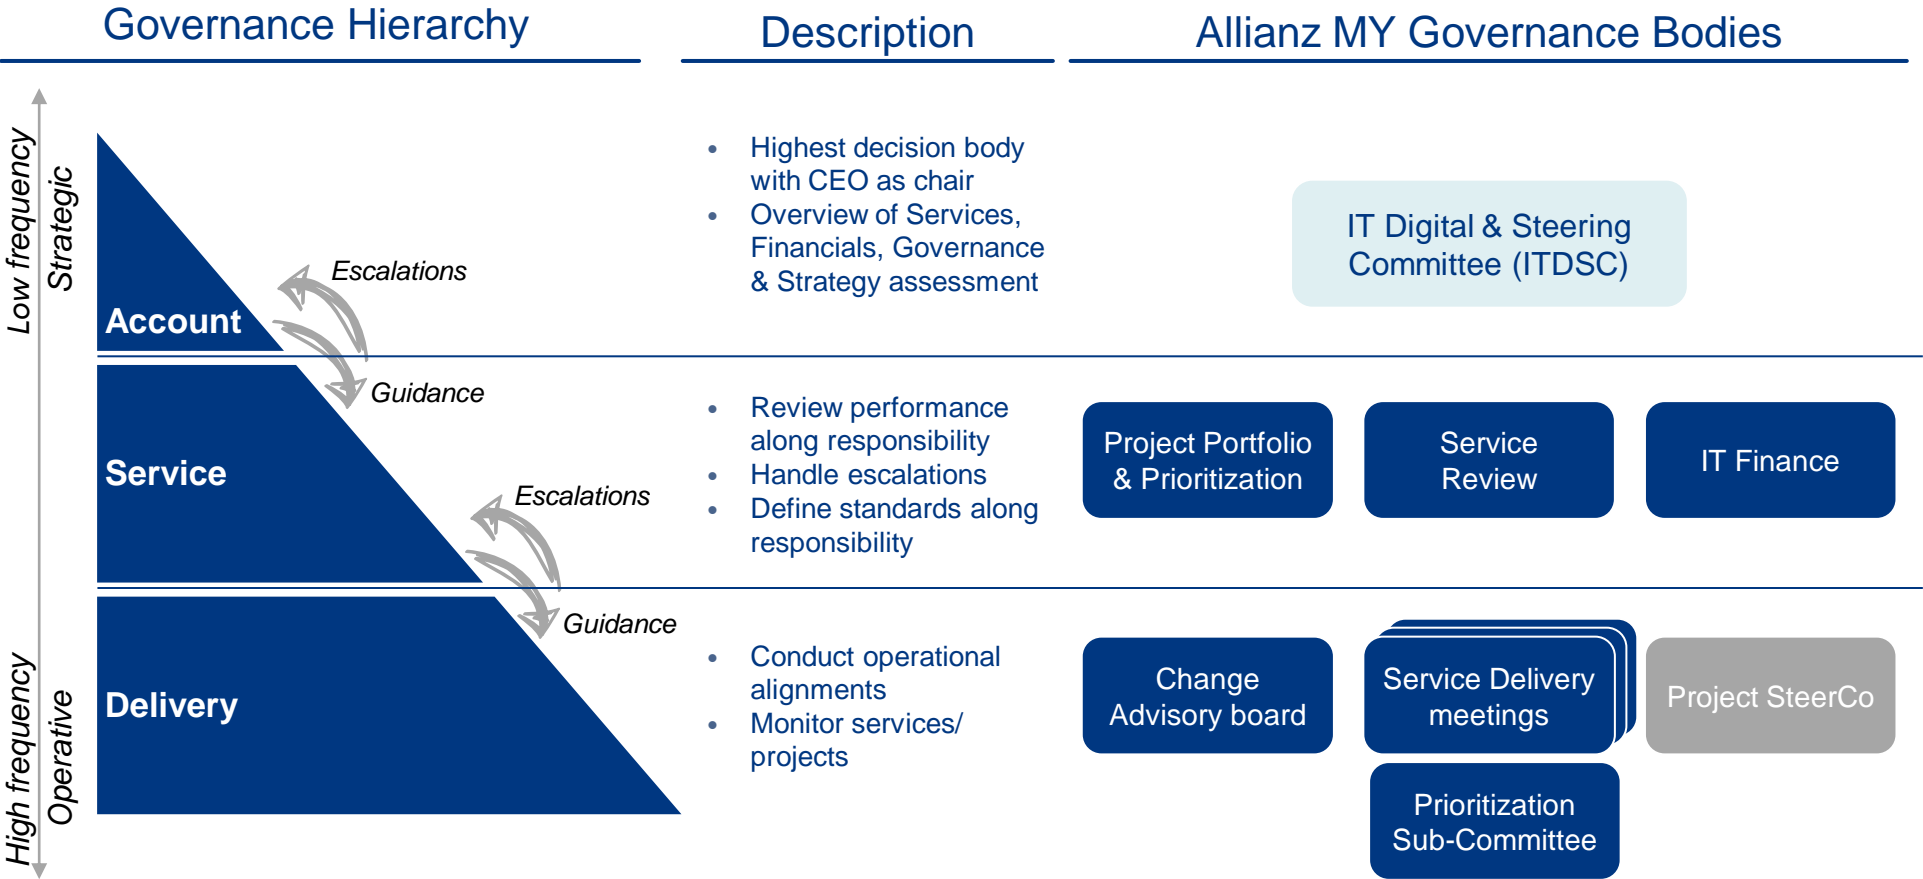 Governance Hierarchy
Description
Allianz MY Governance Bodies
Low frequency
Strategic
Account
Escalations
Guidance
• Highest decision body
with CEO as chair
• Overview of Services,
Financials, Governance
& Strategy assessment
IT Digital & Steering
Committee (ITDSC)
Service
Escalations
Guidance
• Review performance
along responsibility
• Handle escalations
• Define standards along
responsibility
Project Portfolio
& Prioritization
Service
Review
IT Finance
High frequency
Operative
Delivery
• Conduct operational
alignments
• Monitor services/
projects
Change
Advisory board
Service Delivery
meetings
Project SteerCo
Prioritization
Sub-Committee